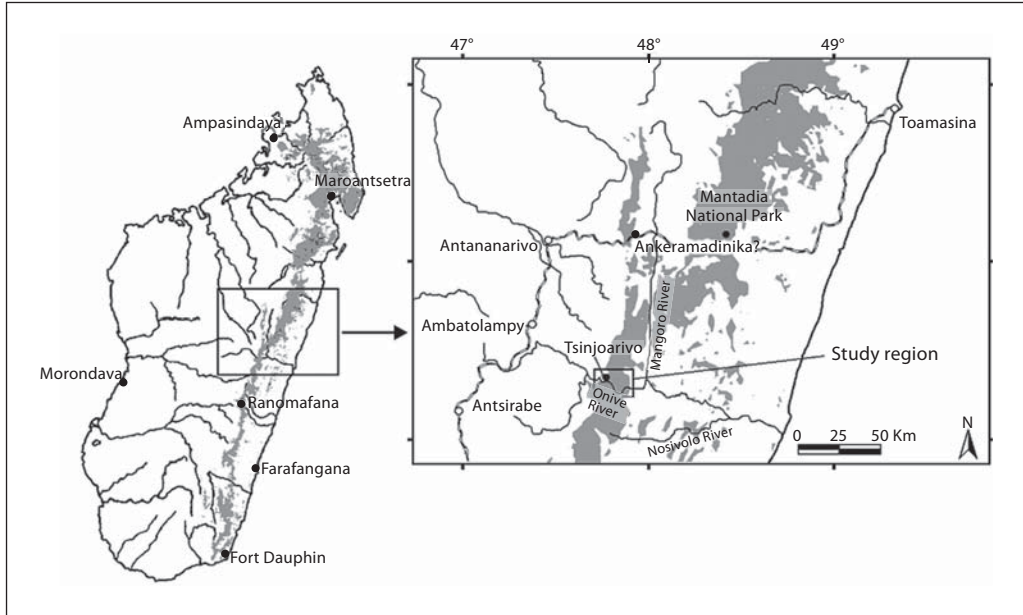 47°
48°
49°
Ampasindava
Maroantsetra
Morondava
Ranomafana
Farafangana
Fort Dauphin
Toamasina
Mantadia
National Park
Antananarivo
Ankeramadinika?
Mangoro River
Ambatolampy
Tsinjoarivo
Study region
Onive
River
Antsirabe
Nosivolo River
0 25 50 Km
N